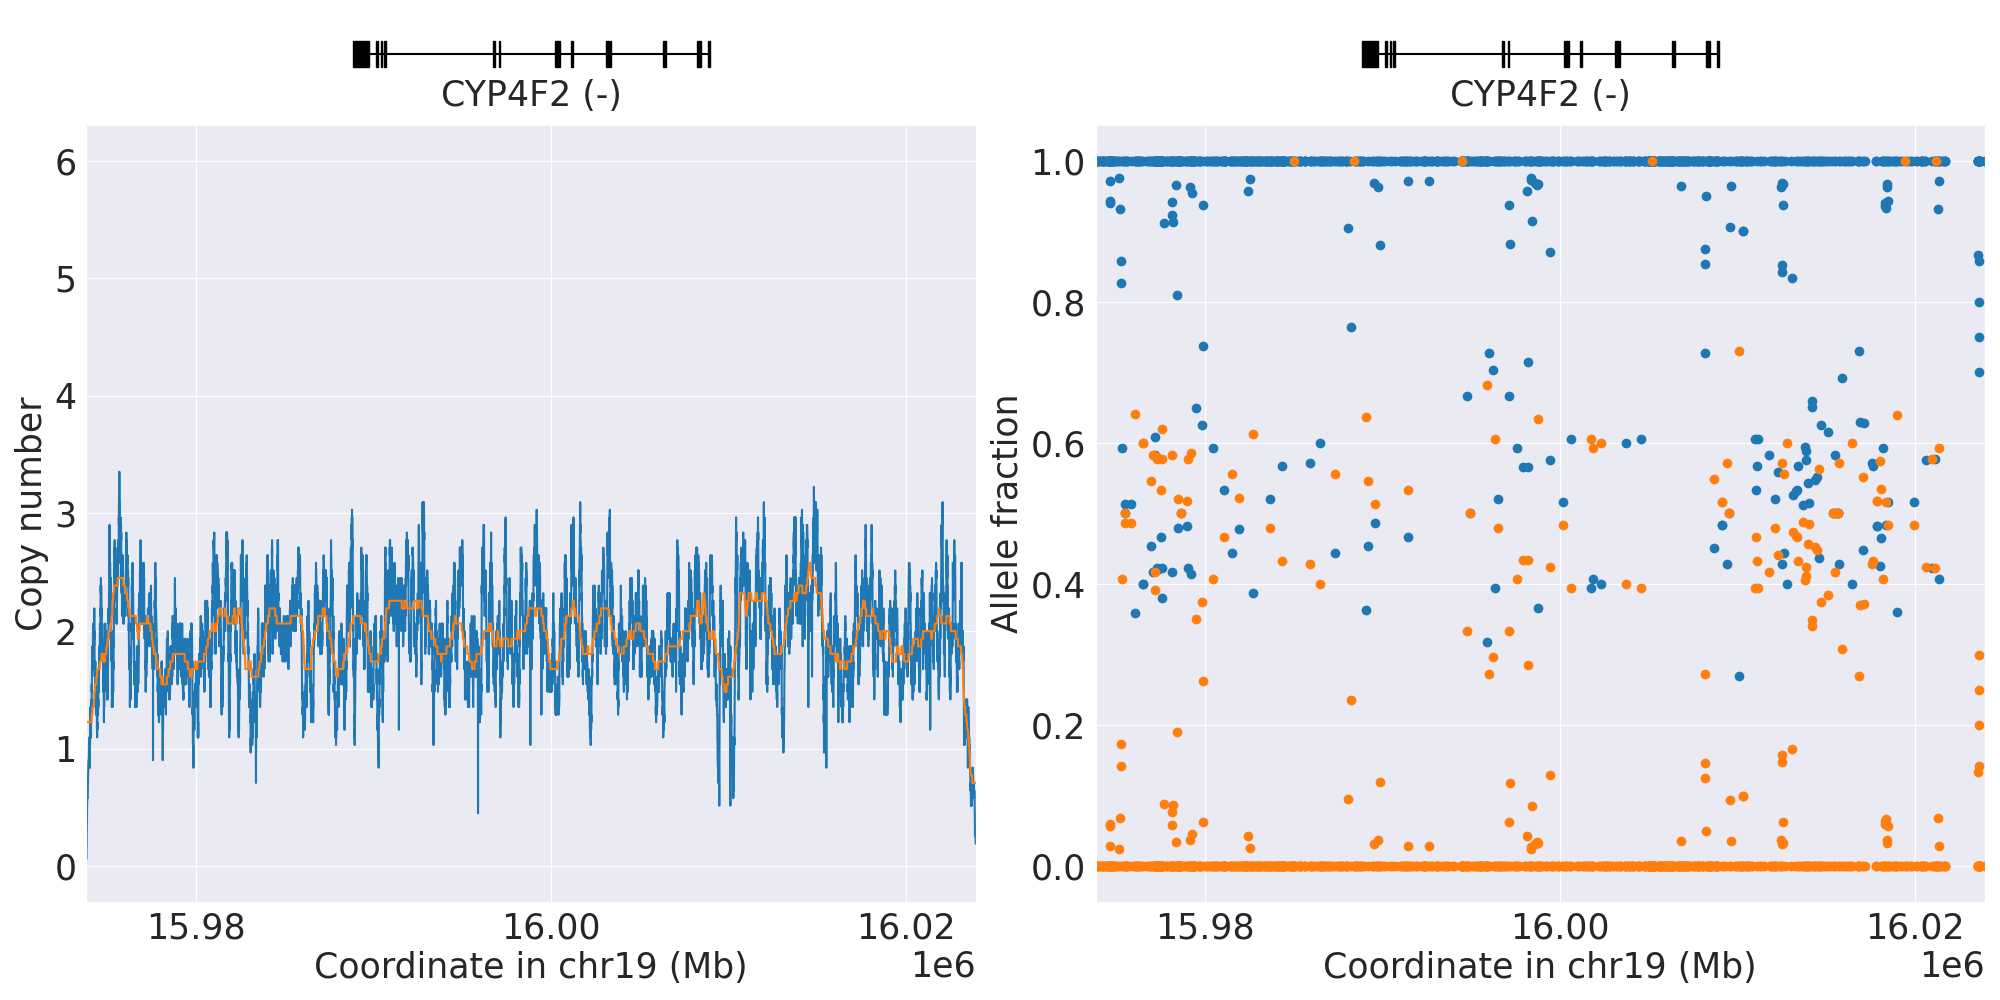 CYP4F2 (-)
6
5
4
3
2
1
0
Copy number
15.98
16.00
16.02
Coordinate in chr19 (Mb)
1e6
CYP4F2 (-)
1.0
0.8
0.6
0.4
0.2
0.0
Allele fraction
15.98
16.00
16.02
Coordinate in chr19 (Mb)
1e6